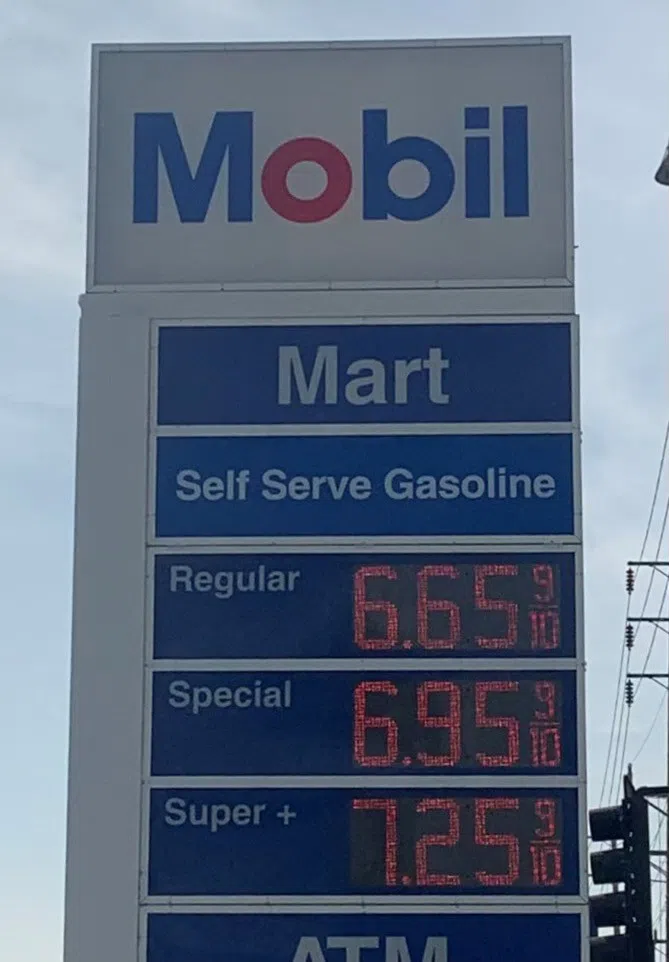 Mobil
Mart
Self Serve Gasoline
Regular 6.65 9/10
Special 6.95 9/10
Super + 7.25 9/10
ATM